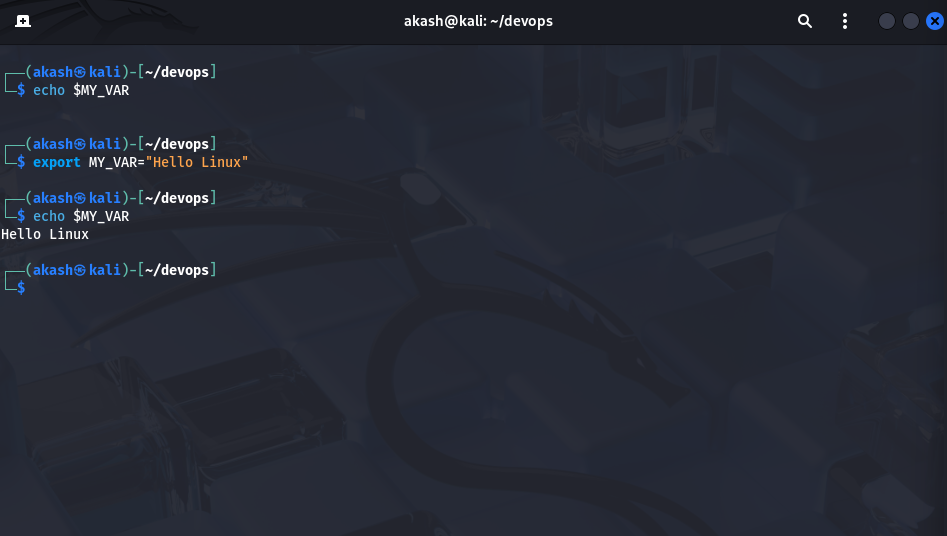 akash@kali: ~/devops
┌──(akash㉿kali)-[~/devops]
└─$ echo $MY_VAR
┌──(akash㉿kali)-[~/devops]
└─$ export MY_VAR="Hello Linux"
┌──(akash㉿kali)-[~/devops]
└─$ echo $MY_VAR
Hello Linux
┌──(akash㉿kali)-[~/devops]
└─$